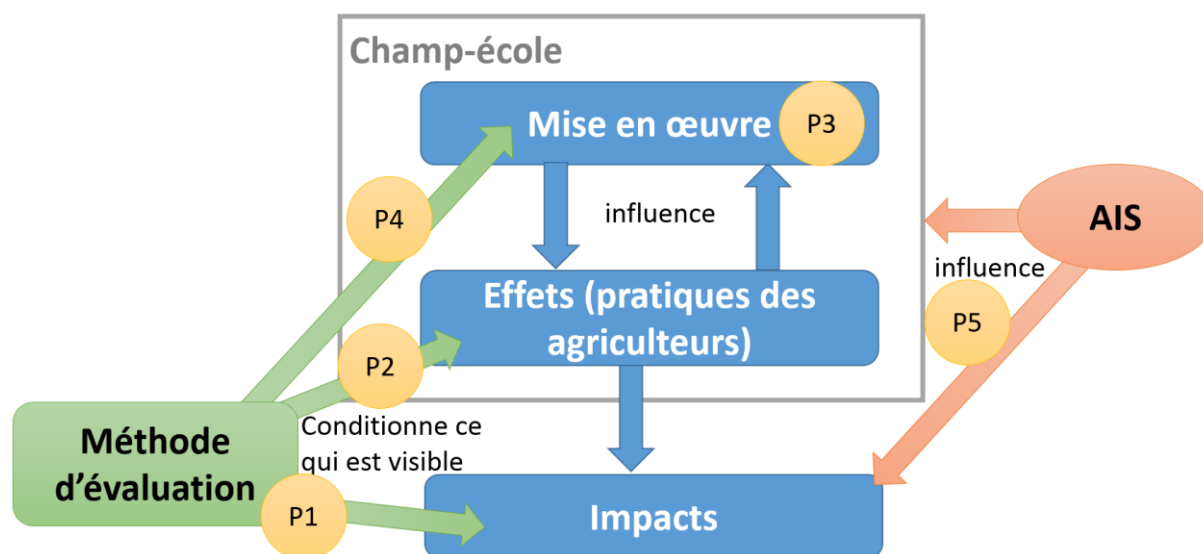 Champ-école
Mise en œuvre
P3
P4
influence
AIS
influence
Effets (pratiques des
agriculteurs)
P5
P2
Méthode
d'évaluation
Conditionne ce
qui est visible
P1
Impacts